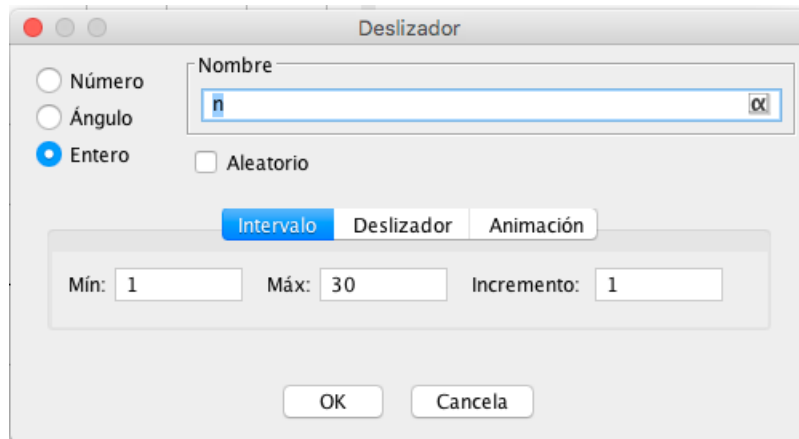 Deslizador
Nombre
Número
n α
Ángulo
Entero
Aleatorio
Intervalo Deslizador Animación
Mín: 1 Máx: 30 Incremento: 1
OK Cancela